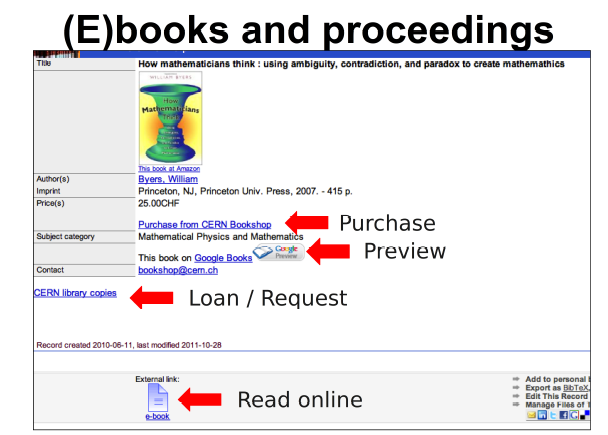 (E)books and proceedings
Title
How mathematicians think : using ambiguity, contradiction, and paradox to create mathemathics
WILLIAM BYERS
How
Mathematicians
Think
This book at Amazon
Author(s)
Byers, William
Imprint
Princeton, NJ, Princeton Univ. Press, 2007. - 415 p.
Price(s)
25.00CHF
Purchase from CERN Bookshop
Purchase
Subject category
Mathematical Physics and Mathematics
This book on Google Books
Google
Preview
Preview
Contact
bookshop@cern.ch
CERN library copies
Loan / Request
Record created 2010-06-11, last modified 2011-10-28
External link:
e-book
Read online
Add to personal b
Export as BibTeX,
Edit This Record
Manage Files of T